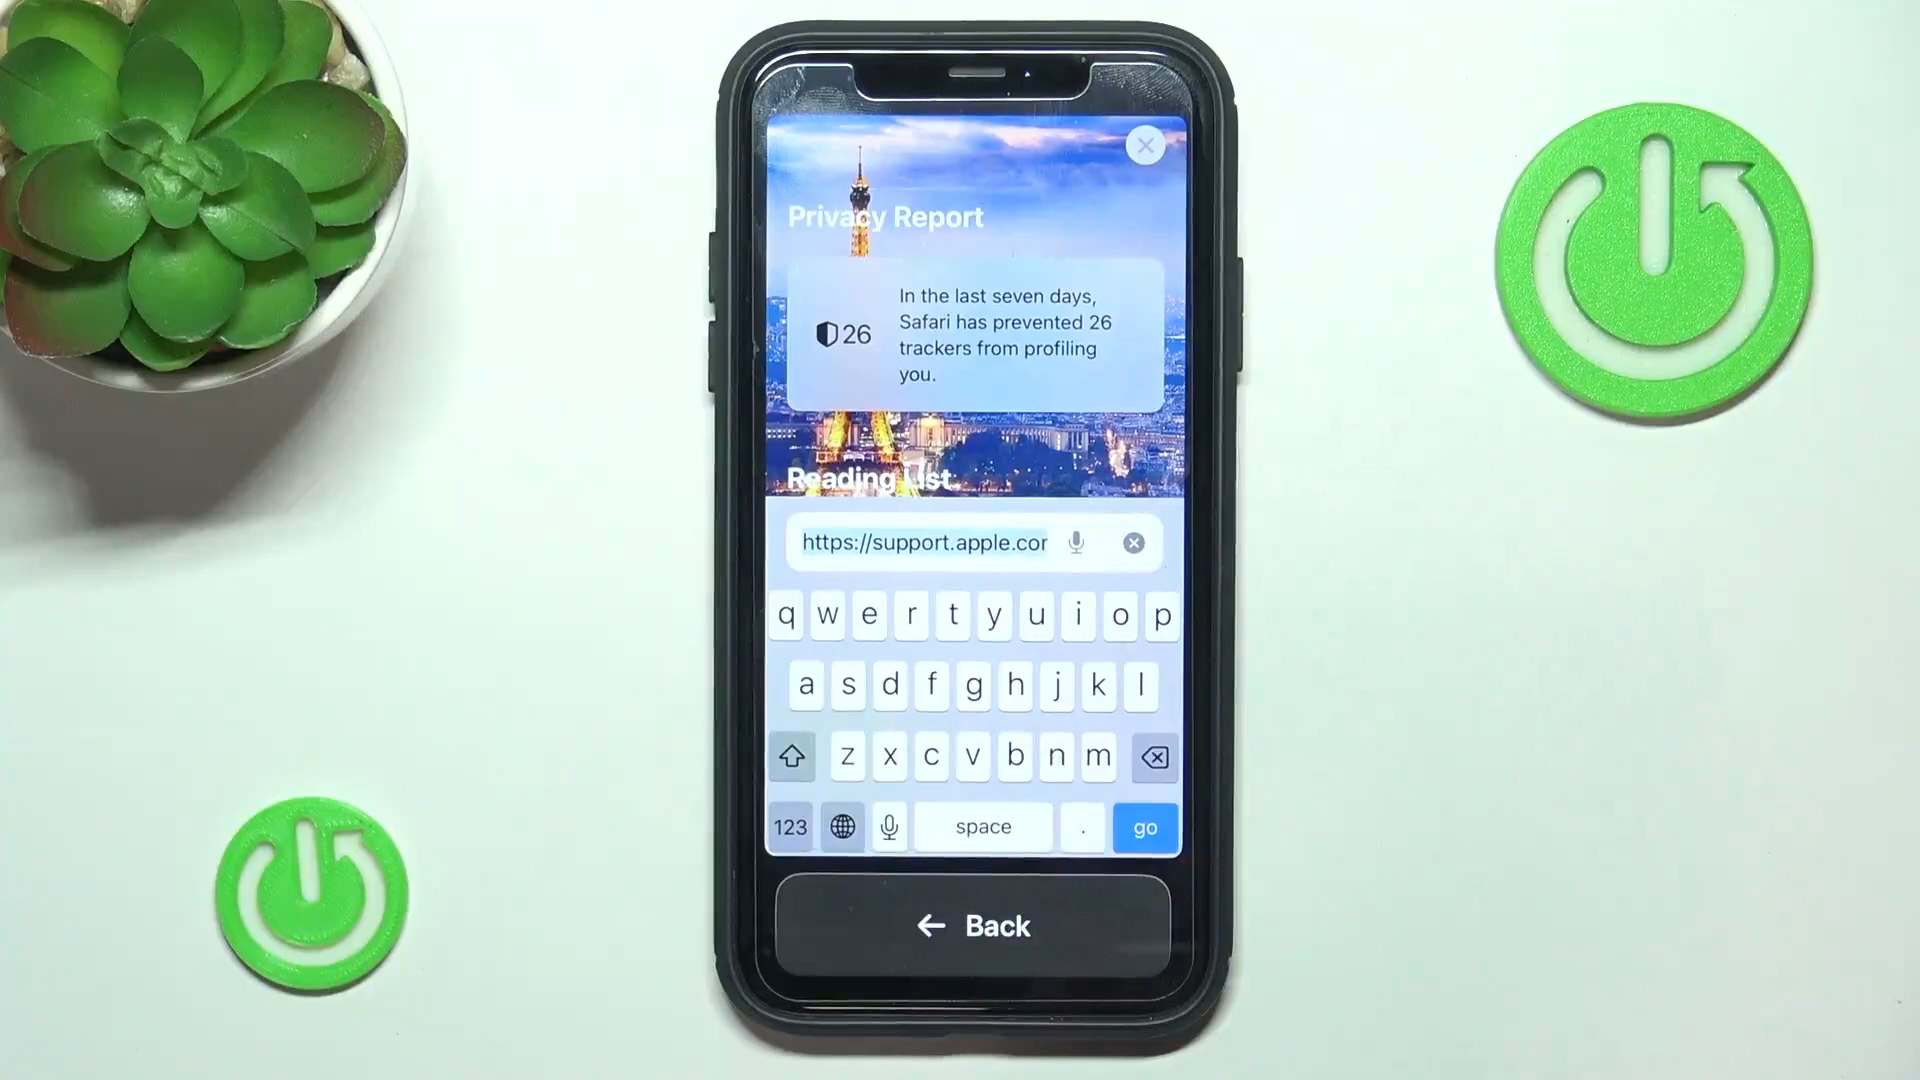 Privacy Report
26
In the last seven days,
Safari has prevented 26
trackers from profiling
you.
Reading List
https://support.apple.cor
q w e r t y u i o p
a s d f g h j k l
z x c v b n m
123 space . go
← Back